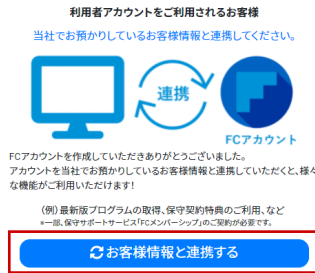 利用者アカウントをご利用されるお客様
当社でお預かりしているお客様情報と連携してください。
連携
FCアカウント
FCアカウントを作成していただきありがとうございました。
アカウントを当社でお預かりしているお客様情報と連携していただくと、様々
な機能がご利用いただけます！
（例）最新版プログラムの取得、保守契約特典のご利用、など
※一部、保守サポートサービス「FCメンバーシップ」のご契約が必要です。
お客様情報と連携する